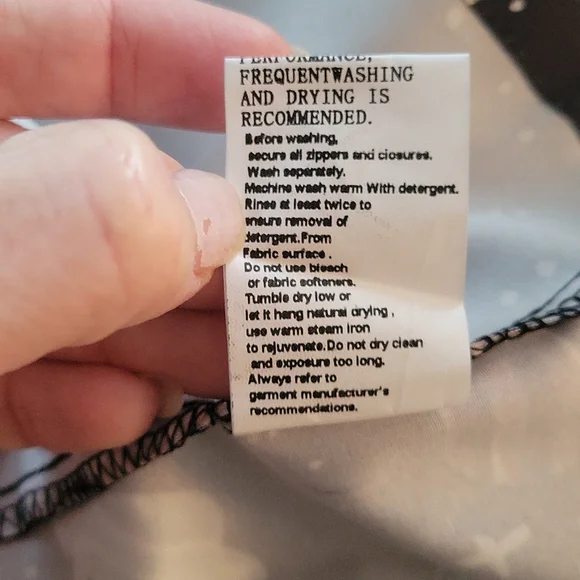 PERFORMANCE,
FREQUENTWASHING
AND DRYING IS
RECOMMENDED.
Before washing,
secure all zippers and closures.
Wash separately.
Machine wash warm With detergent.
Rinse at least twice to
ensure removal of
detergent.From
Fabric surface .
Do not use bleach
or fabric softeners.
Tumble dry low or
let it hang natural drying ,
use warm steam iron
to rejuvenate.Do not dry clean
and exposure too long.
Always refer to
garment manufacturer's
recommendations.